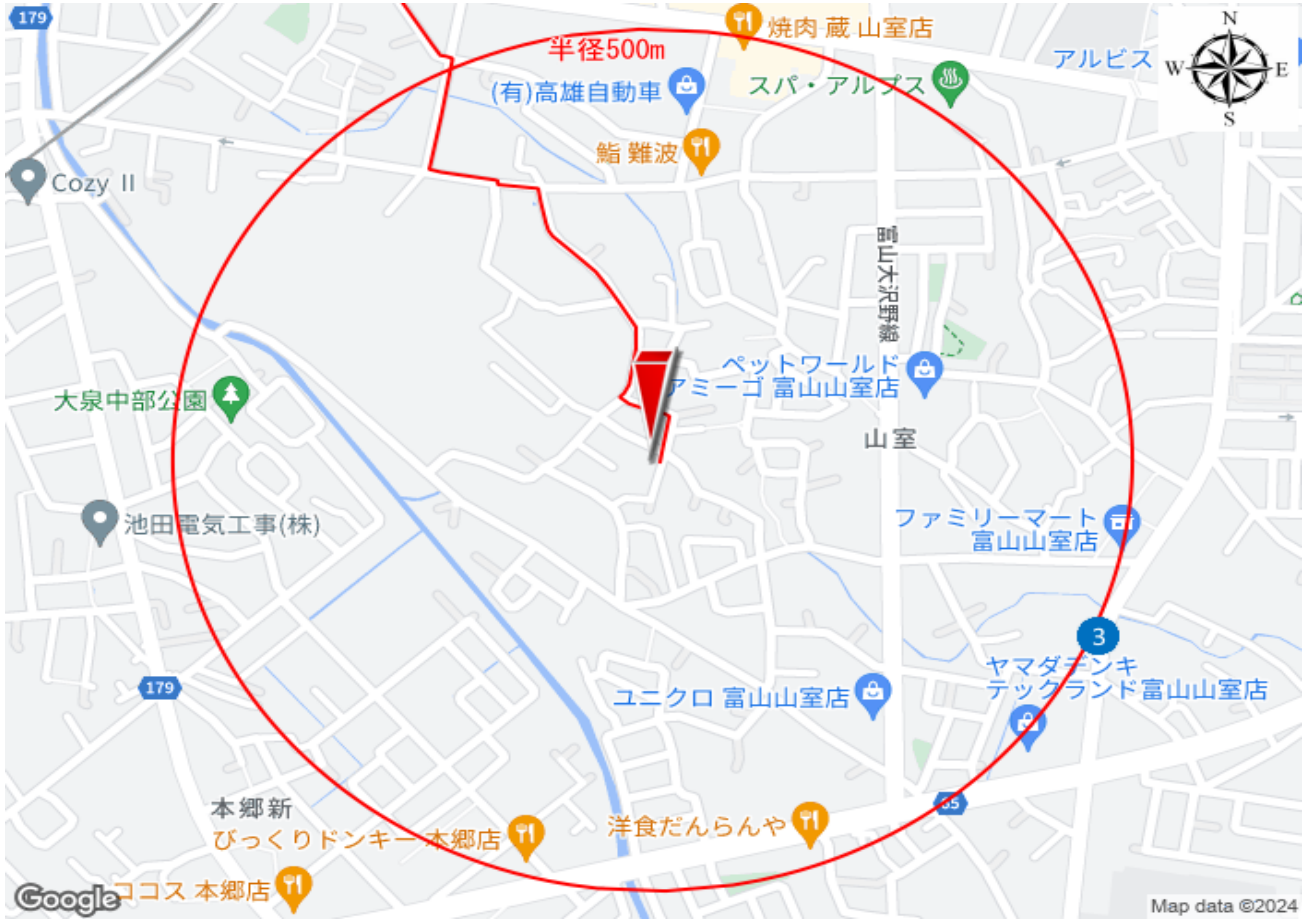 179
焼肉 蔵 山室店
N
W
E
S
半径500m
アルビス
(有)高雄自動車
スパ・アルプス
鮨 難波
Cozy II
富山大沢野線
ペットワールド
アミーゴ 富山山室店
大泉中部公園
山室
池田電気工事(株)
ファミリーマート
富山山室店
3
ヤマダデンキ
テックランド富山山室店
179
ユニクロ 富山山室店
65
本郷新
びっくりドンキー 本郷店
洋食だんらんや
ココス 本郷店
Google
Map data ©2024